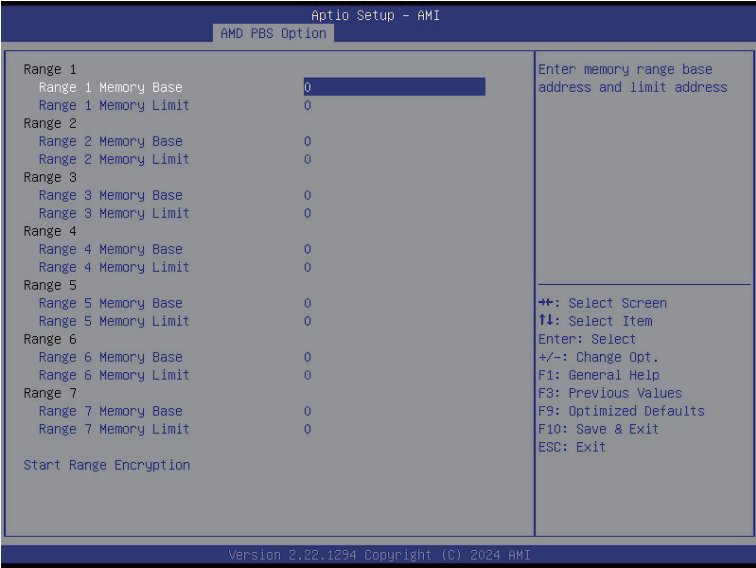 Aptio Setup – AMI
AMD PBS Option
Range 1
Range 1 Memory Base 0
Range 1 Memory Limit 0
Range 2
Range 2 Memory Base 0
Range 2 Memory Limit 0
Range 3
Range 3 Memory Base 0
Range 3 Memory Limit 0
Range 4
Range 4 Memory Base 0
Range 4 Memory Limit 0
Range 5
Range 5 Memory Base 0
Range 5 Memory Limit 0
Range 6
Range 6 Memory Base 0
Range 6 Memory Limit 0
Range 7
Range 7 Memory Base 0
Range 7 Memory Limit 0
Start Range Encryption
Enter memory range base
address and limit address
→←: Select Screen
↑↓: Select Item
Enter: Select
+/-: Change Opt.
F1: General Help
F3: Previous Values
F9: Optimized Defaults
F10: Save & Exit
ESC: Exit
Version 2.22.1294 Copyright (C) 2024 AMI